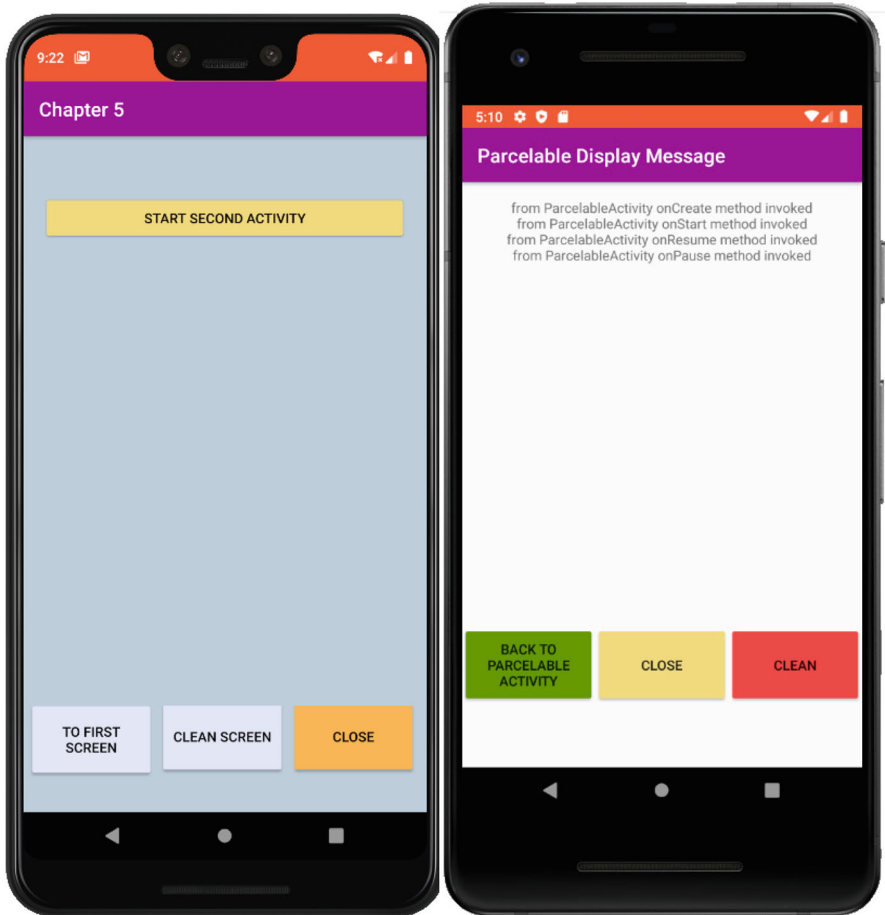 9:22
Chapter 5
START SECOND ACTIVITY
TO FIRST
SCREEN
CLEAN SCREEN
CLOSE
5:10
Parcelable Display Message
from ParcelableActivity onCreate method invoked
from ParcelableActivity onStart method invoked
from ParcelableActivity onResume method invoked
from ParcelableActivity onPause method invoked
BACK TO
PARCELABLE
ACTIVITY
CLOSE
CLEAN